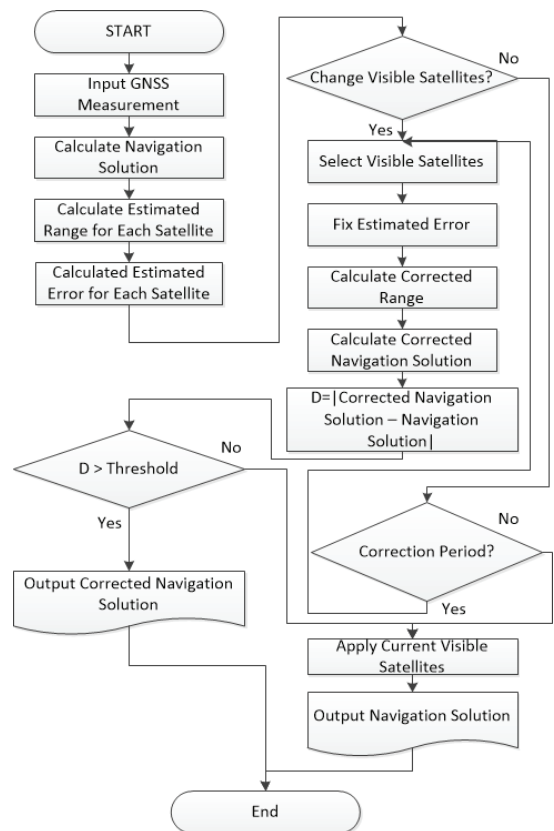 START
Input GNSS
Measurement
Calculate Navigation
Solution
Calculate Estimated
Range for Each Satellite
Calculated Estimated
Error for Each Satellite
Change Visible Satellites?
No
Yes
Select Visible Satellites
Fix Estimated Error
Calculate Corrected
Range
Calculate Corrected
Navigation Solution
D=|Corrected Navigation
Solution – Navigation
Solution|
D > Threshold
No
Yes
Output Corrected Navigation
Solution
Correction Period?
No
Yes
Apply Current Visible
Satellites
Output Navigation Solution
End